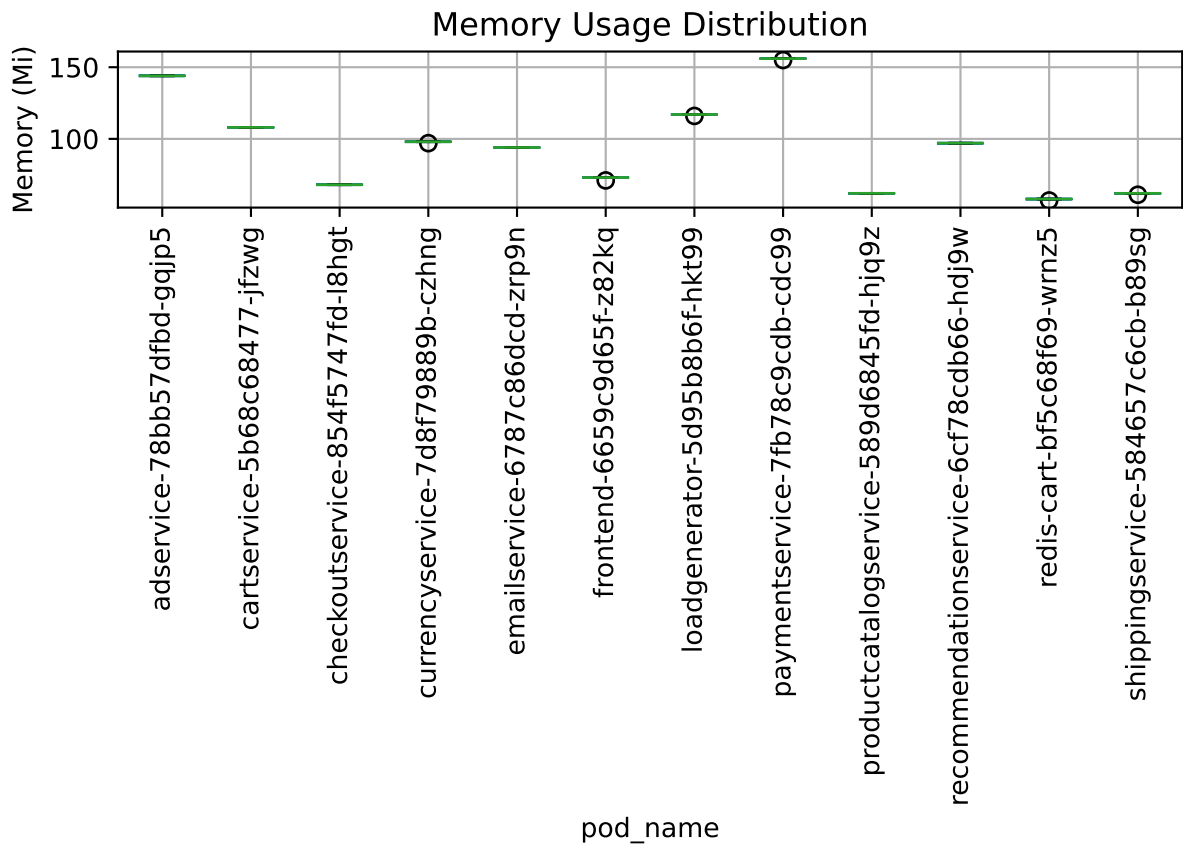 Memory Usage Distribution
Memory (Mi)
150
100
adservice-78bb57dfbd-gqjp5
cartservice-5b68c68477-jfzwg
checkoutservice-854f5747fd-l8hgt
currencyservice-7d8f79889b-czhng
emailservice-6787c86dcd-zrp9n
frontend-6659c9d65f-z82kq
loadgenerator-5d95b8b6f-hkt99
paymentservice-7fb78c9cdb-cdc99
productcatalogservice-589d6845fd-hjq9z
recommendationservice-6cf78cdb66-hdj9w
redis-cart-bf5c68f69-wrnz5
shippingservice-584657c6cb-b89sg
pod_name